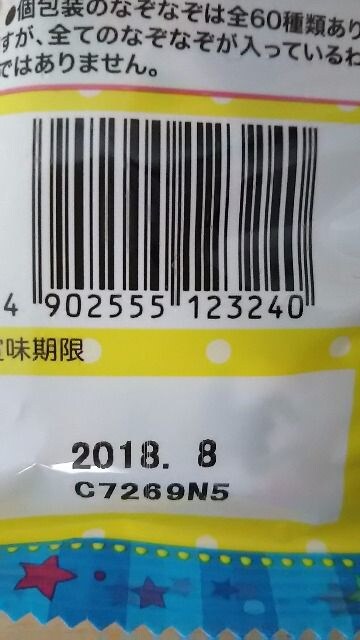 ●個包装のなぞなぞは全60種類あり
すが、全てのなぞなぞが入っているわ
ではありません。
4 902555 123240
賞味期限
2018. 8
C7269N5